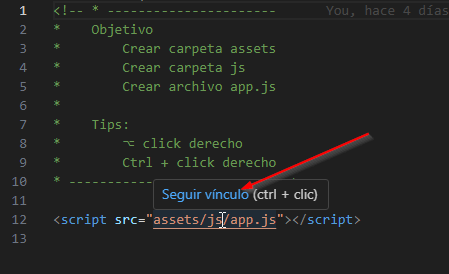 1 <!-- * ---------------------- You, hace 4 días
2 * Objetivo
3 * Crear carpeta assets
4 * Crear carpeta js
5 * Crear archivo app.js
6 *
7 * Tips:
8 * ⌥ click derecho
9 * Ctrl + click derecho
10 * -------------
Seguir vínculo (ctrl + clic)
11
12 <script src="assets/js/app.js"></script>
13